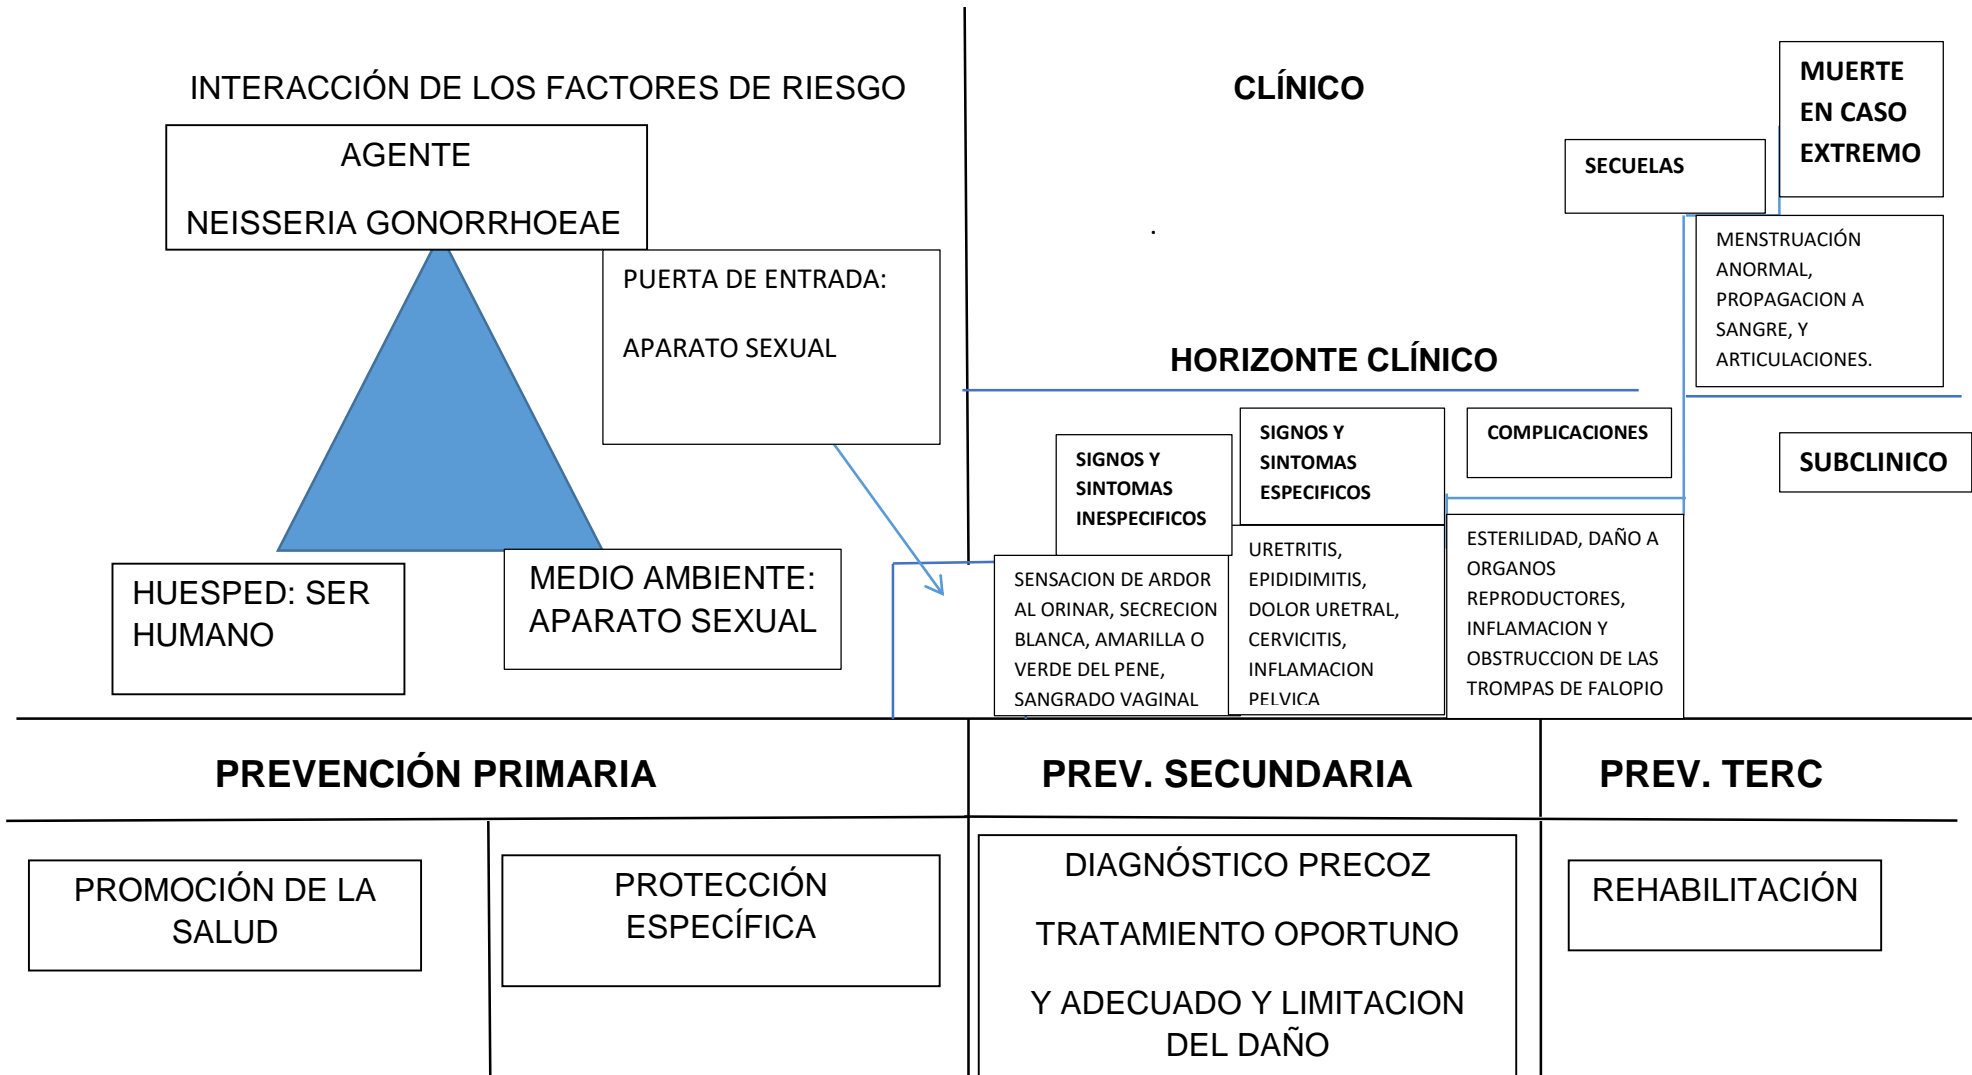 INTERACCIÓN DE LOS FACTORES DE RIESGO
AGENTE
NEISSERIA GONORRHOEAE
PUERTA DE ENTRADA:
APARATO SEXUAL
HUESPED: SER
HUMANO
MEDIO AMBIENTE:
APARATO SEXUAL
CLÍNICO
.
HORIZONTE CLÍNICO
MUERTE
EN CASO
EXTREMO
SECUELAS
MENSTRUACIÓN
ANORMAL,
PROPAGACION A
SANGRE, Y
ARTICULACIONES.
SUBCLINICO
SIGNOS Y
SINTOMAS
INESPECIFICOS
SENSACION DE ARDOR
AL ORINAR, SECRECION
BLANCA, AMARILLA O
VERDE DEL PENE,
SANGRADO VAGINAL
SIGNOS Y
SINTOMAS
ESPECIFICOS
URETRITIS,
EPIDIDIMITIS,
DOLOR URETRAL,
CERVICITIS,
INFLAMACION
PELVICA
COMPLICACIONES
ESTERILIDAD, DAÑO A
ORGANOS
REPRODUCTORES,
INFLAMACION Y
OBSTRUCCION DE LAS
TROMPAS DE FALOPIO
PREVENCIÓN PRIMARIA
PREV. SECUNDARIA
PREV. TERC
PROMOCIÓN DE LA
SALUD
PROTECCIÓN
ESPECÍFICA
DIAGNÓSTICO PRECOZ
TRATAMIENTO OPORTUNO
Y ADECUADO Y LIMITACION
DEL DAÑO
REHABILITACIÓN